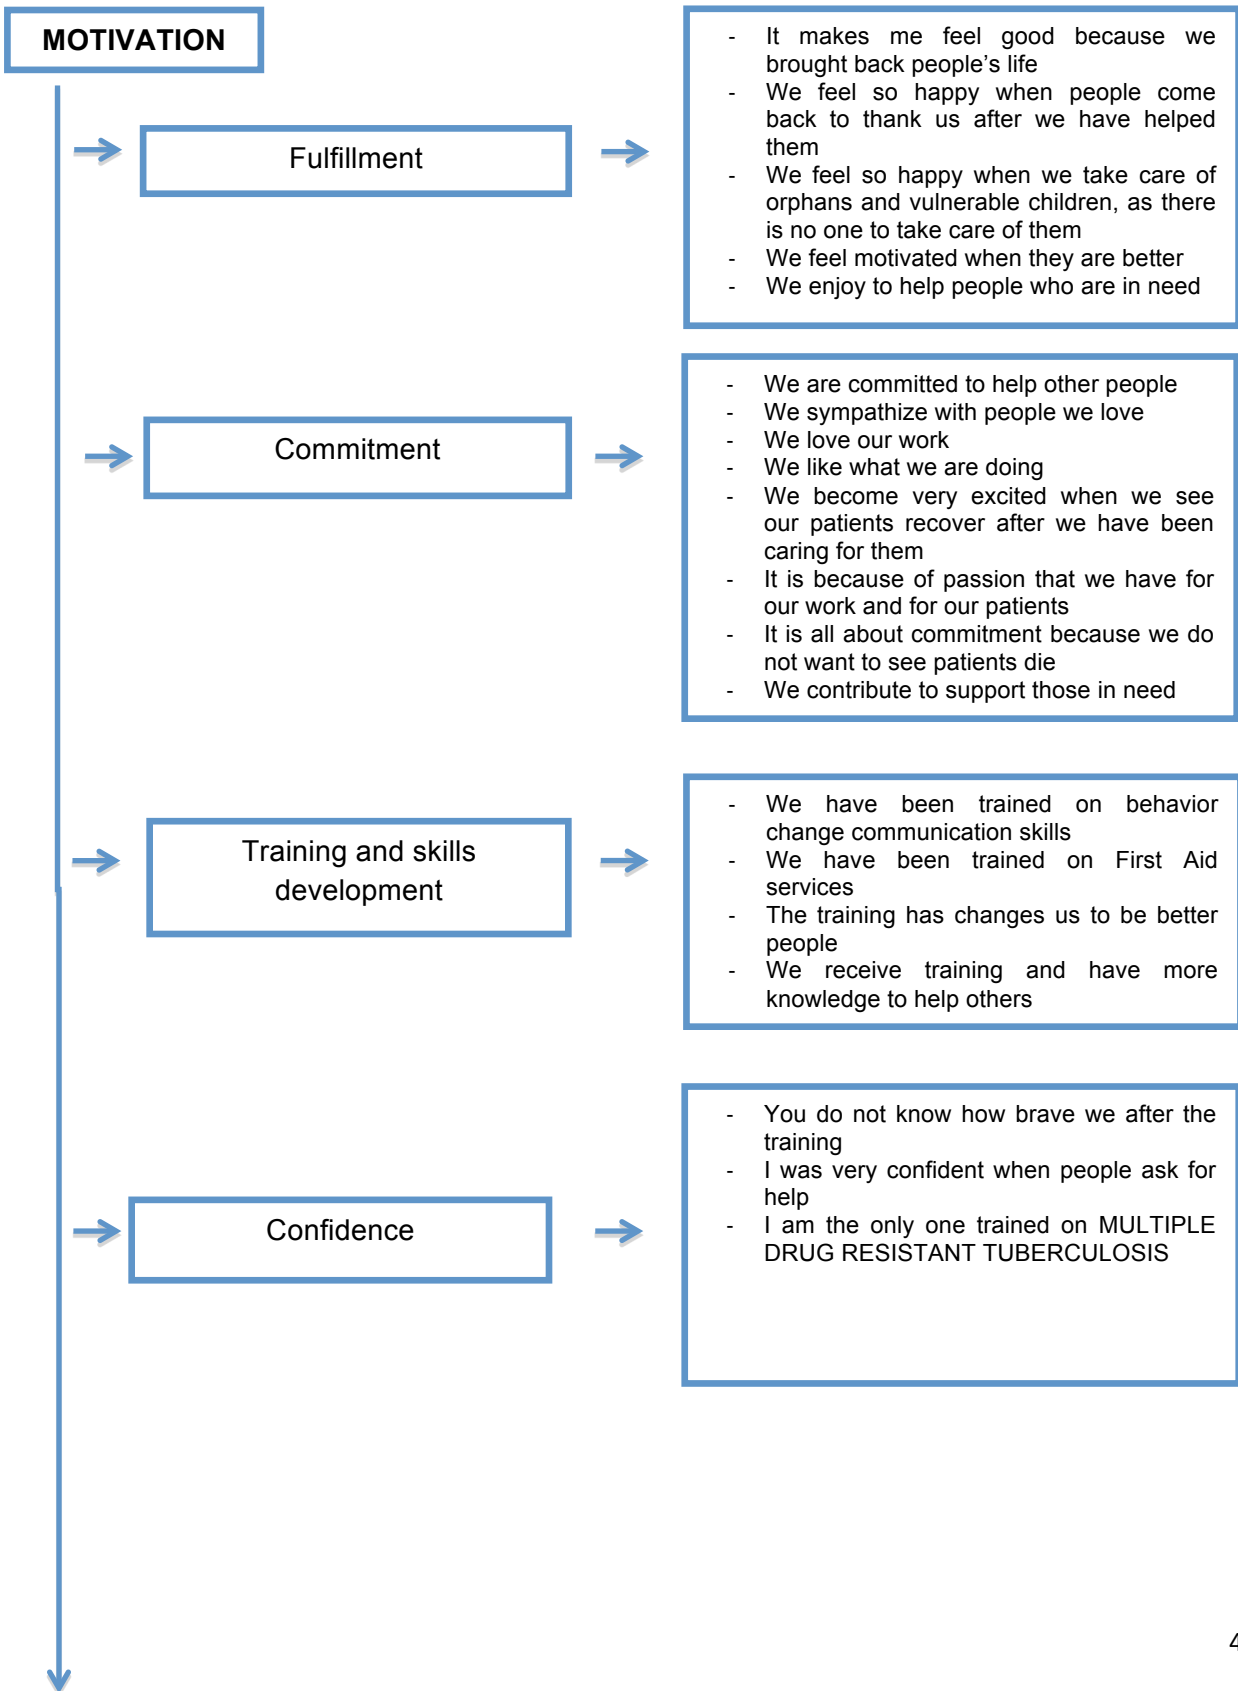 MOTIVATION
Fulfillment
- It makes me feel good because we
brought back people’s life
- We feel so happy when people come
back to thank us after we have helped
them
- We feel so happy when we take care of
orphans and vulnerable children, as there
is no one to take care of them
- We feel motivated when they are better
- We enjoy to help people who are in need
Commitment
- We are committed to help other people
- We sympathize with people we love
- We love our work
- We like what we are doing
- We become very excited when we see
our patients recover after we have been
caring for them
- It is because of passion that we have for
our work and for our patients
- It is all about commitment because we do
not want to see patients die
- We contribute to support those in need
Training and skills
development
- We have been trained on behavior
change communication skills
- We have been trained on First Aid
services
- The training has changes us to be better
people
- We receive training and have more
knowledge to help others
Confidence
- You do not know how brave we after the
training
- I was very confident when people ask for
help
- I am the only one trained on MULTIPLE
DRUG RESISTANT TUBERCULOSIS